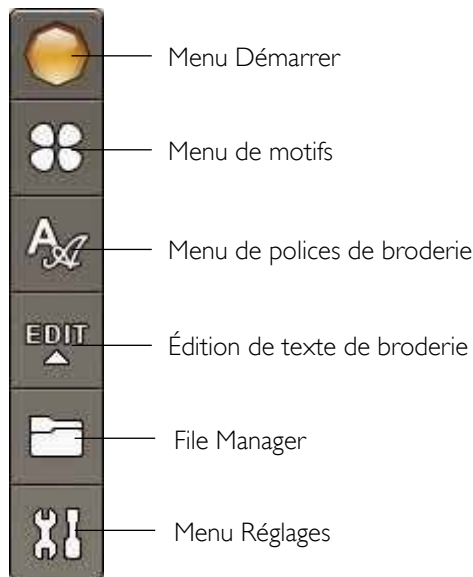 Menu Démarrer
Menu de motifs
A A Menu de polices de broderie
EDIT Édition de texte de broderie
File Manager
Menu Réglages